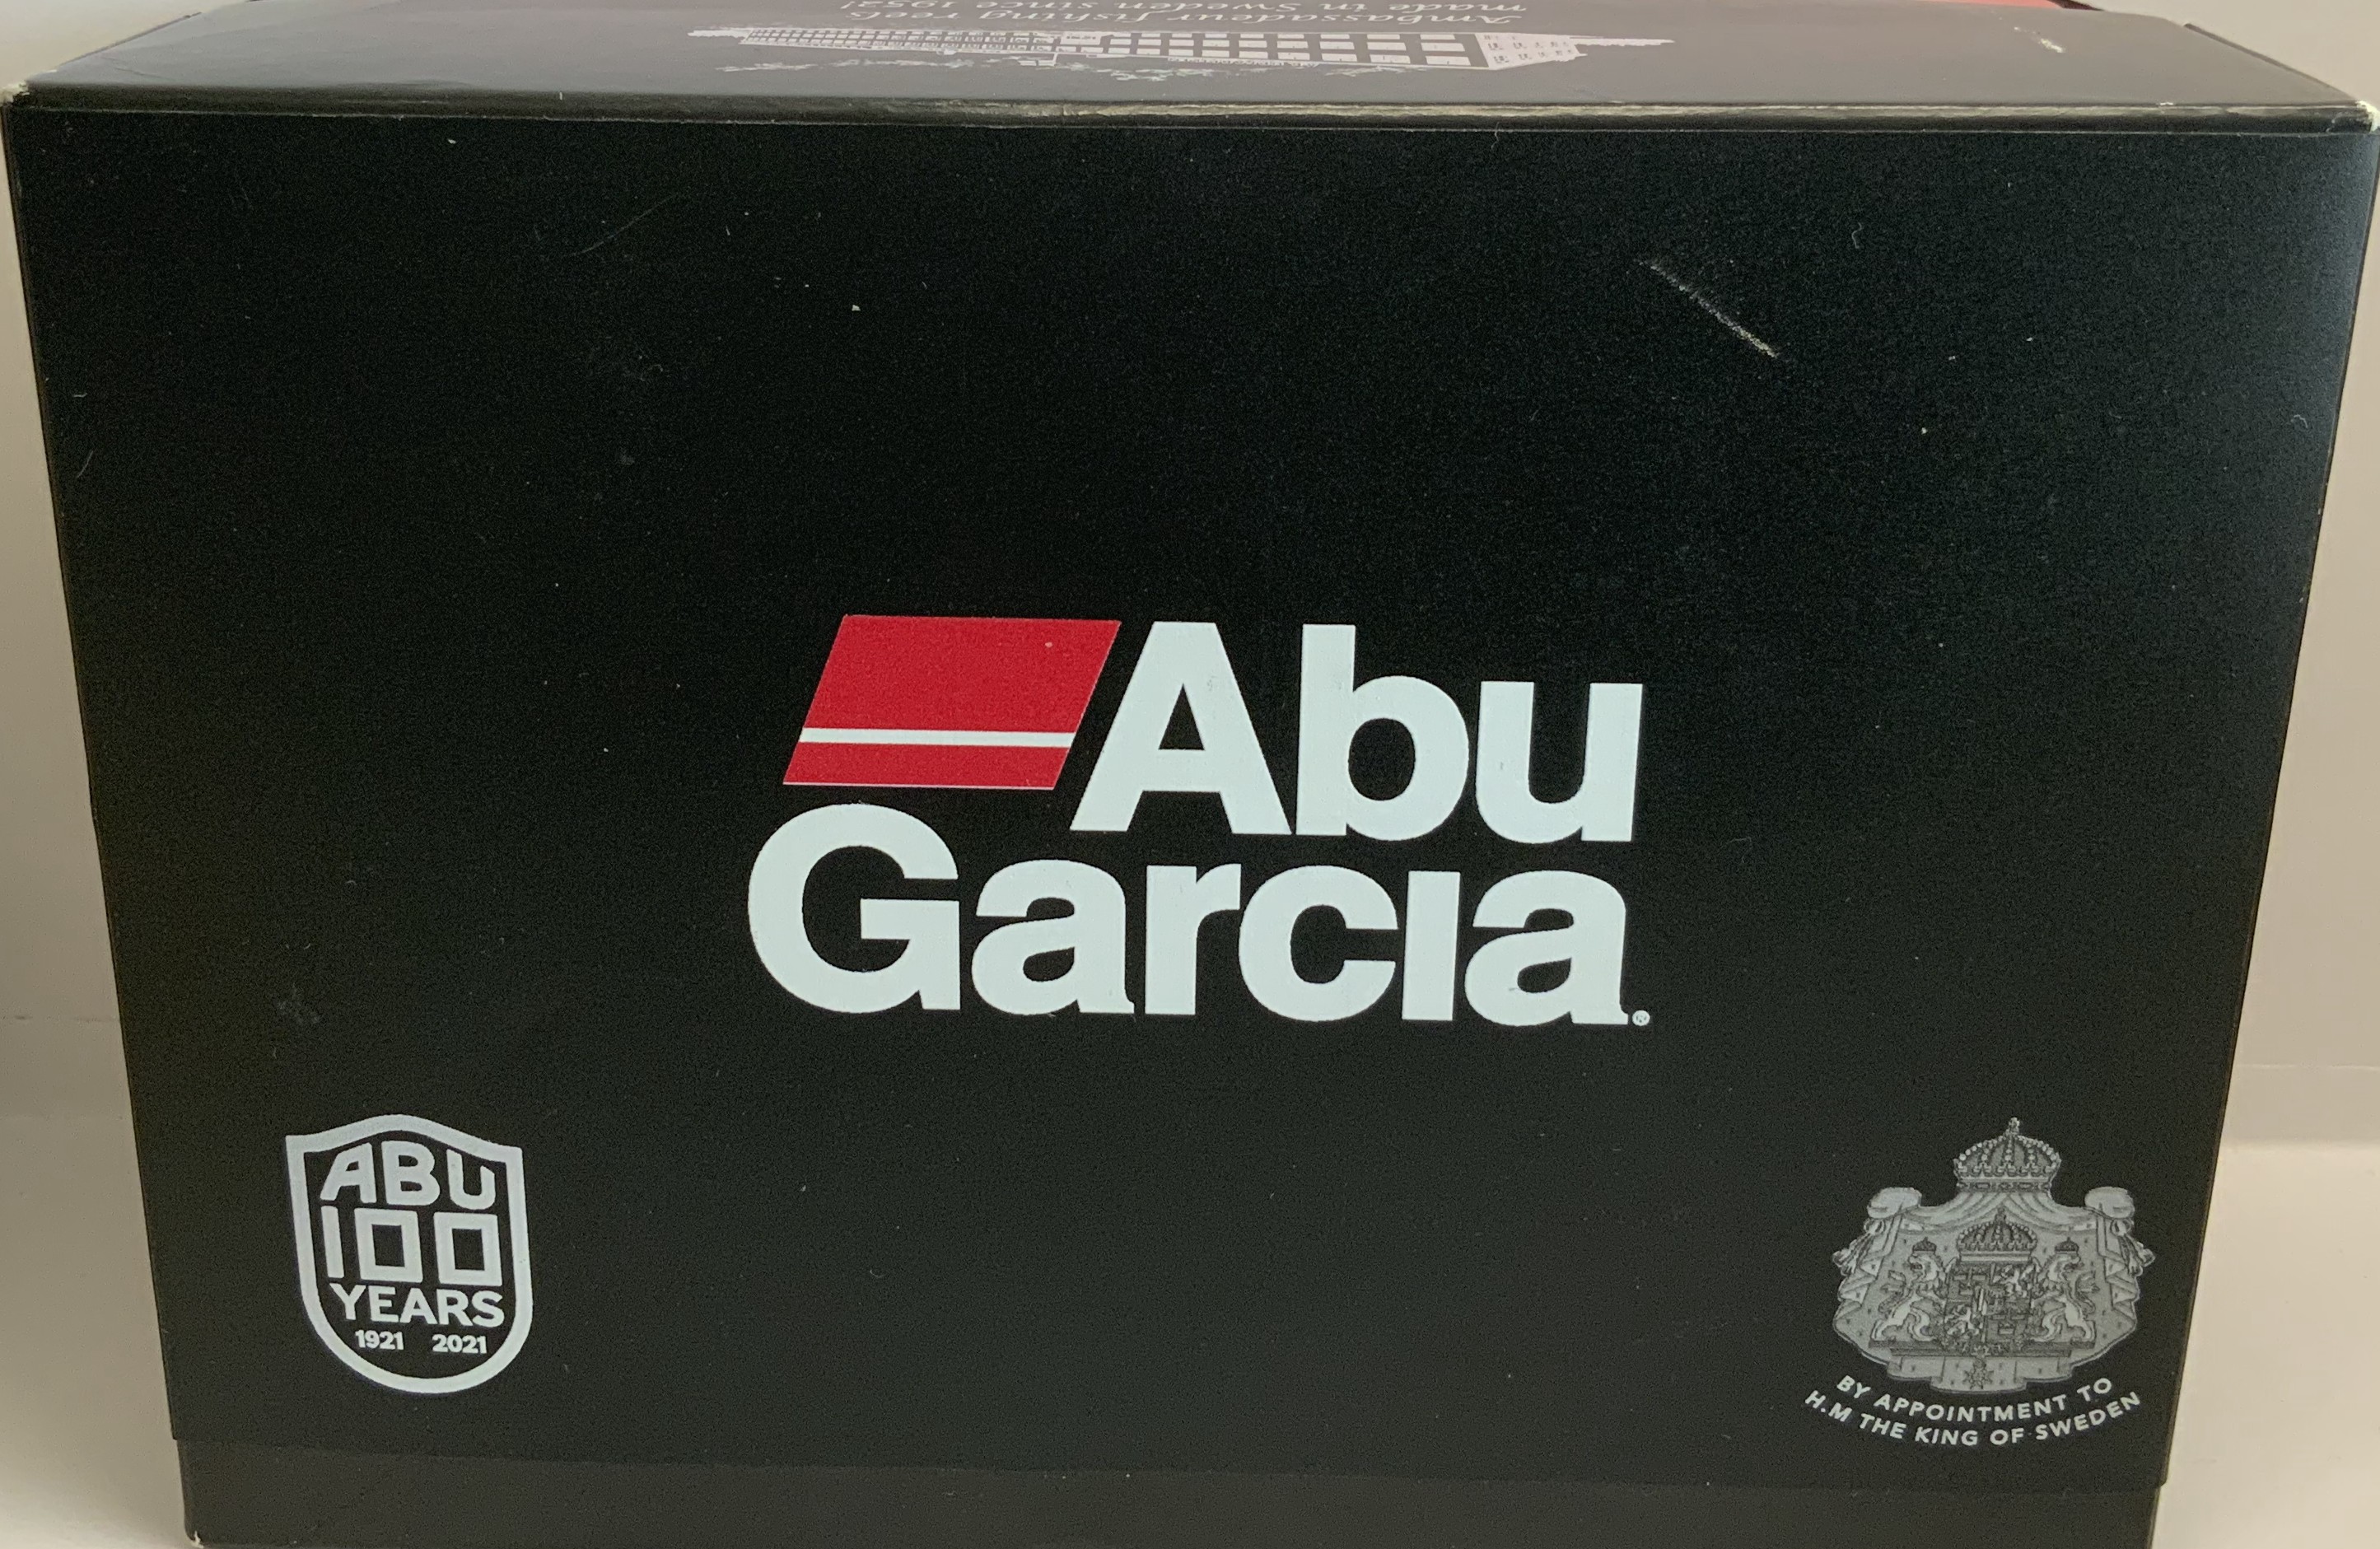 Ambassadeur fishing reels
made in Sweden since 1952!
Abu
Garcia®
ABU
100
YEARS
1921 2021
BY APPOINTMENT TO
H.M THE KING OF SWEDEN